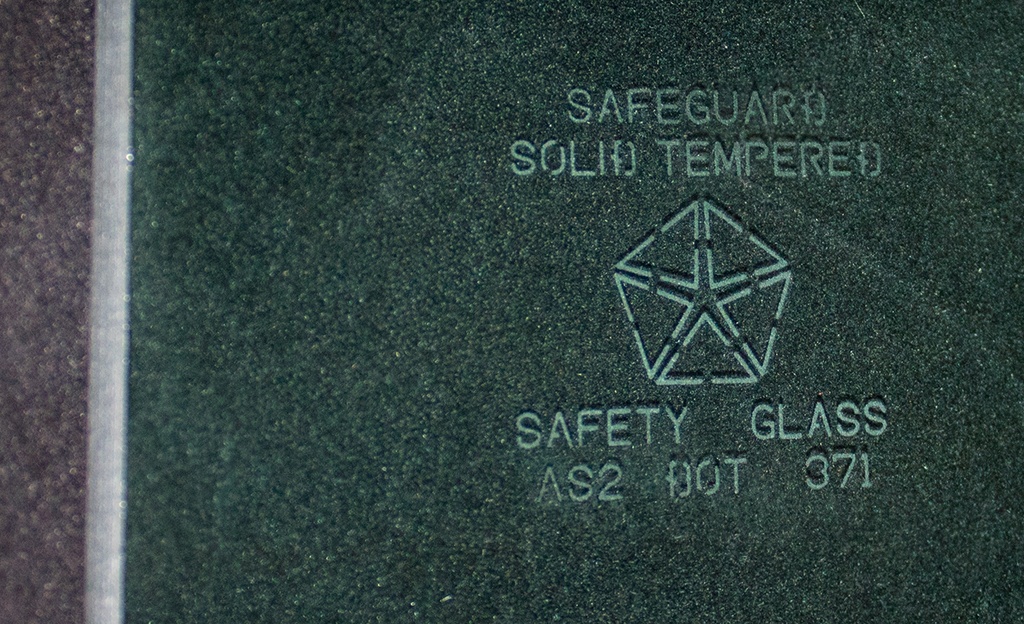 SAFEGUARD
SOLID TEMPERED
SAFETY GLASS
AS2 DOT 371